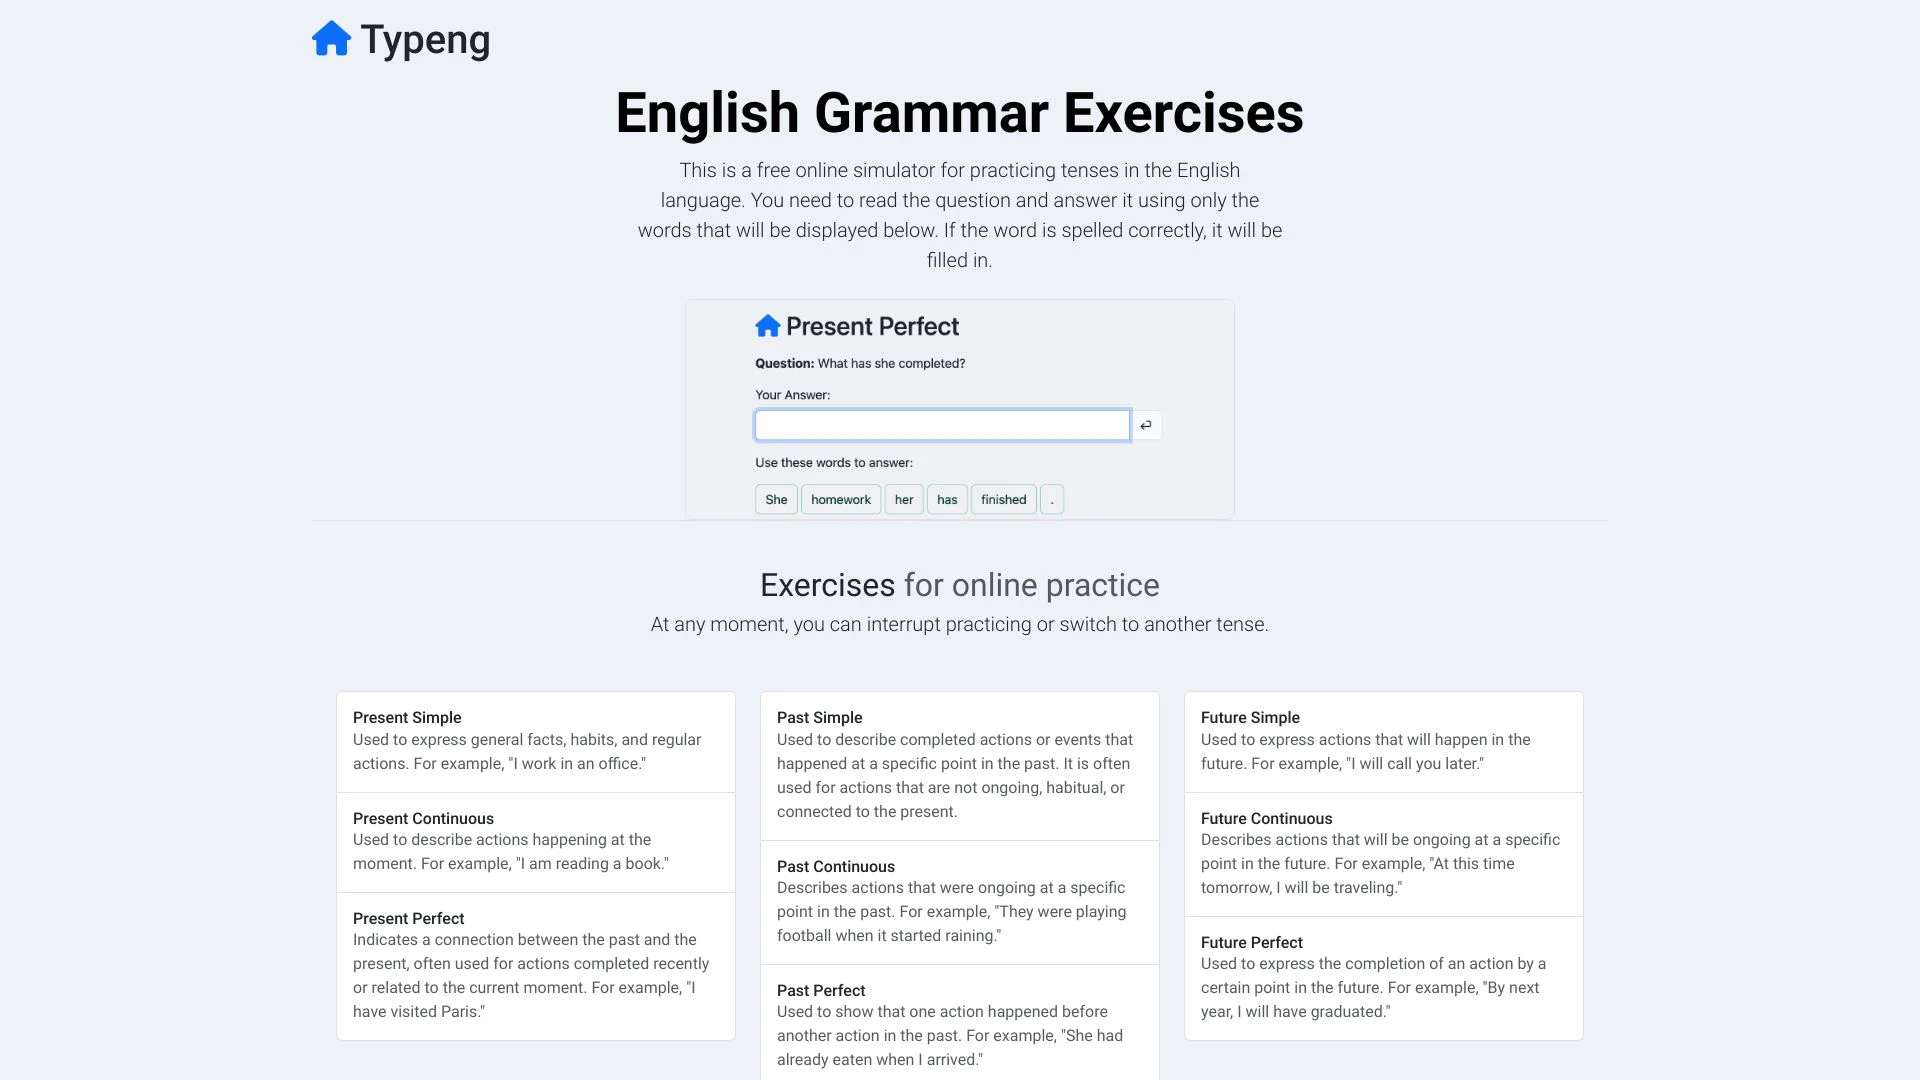 Typeng
English Grammar Exercises
This is a free online simulator for practicing tenses in the English
language. You need to read the question and answer it using only the
words that will be displayed below. If the word is spelled correctly, it will be
filled in.
Present Perfect
Question: What has she completed?
Your Answer:
Use these words to answer:
She homework her has finished .
Exercises for online practice
At any moment, you can interrupt practicing or switch to another tense.
Present Simple
Used to express general facts, habits, and regular
actions. For example, "I work in an office."
Present Continuous
Used to describe actions happening at the
moment. For example, "I am reading a book."
Present Perfect
Indicates a connection between the past and the
present, often used for actions completed recently
or related to the current moment. For example, "I
have visited Paris."
Past Simple
Used to describe completed actions or events that
happened at a specific point in the past. It is often
used for actions that are not ongoing, habitual, or
connected to the present.
Past Continuous
Describes actions that were ongoing at a specific
point in the past. For example, "They were playing
football when it started raining."
Past Perfect
Used to show that one action happened before
another action in the past. For example, "She had
already eaten when I arrived."
Future Simple
Used to express actions that will happen in the
future. For example, "I will call you later."
Future Continuous
Describes actions that will be ongoing at a specific
point in the future. For example, "At this time
tomorrow, I will be traveling."
Future Perfect
Used to express the completion of an action by a
certain point in the future. For example, "By next
year, I will have graduated."